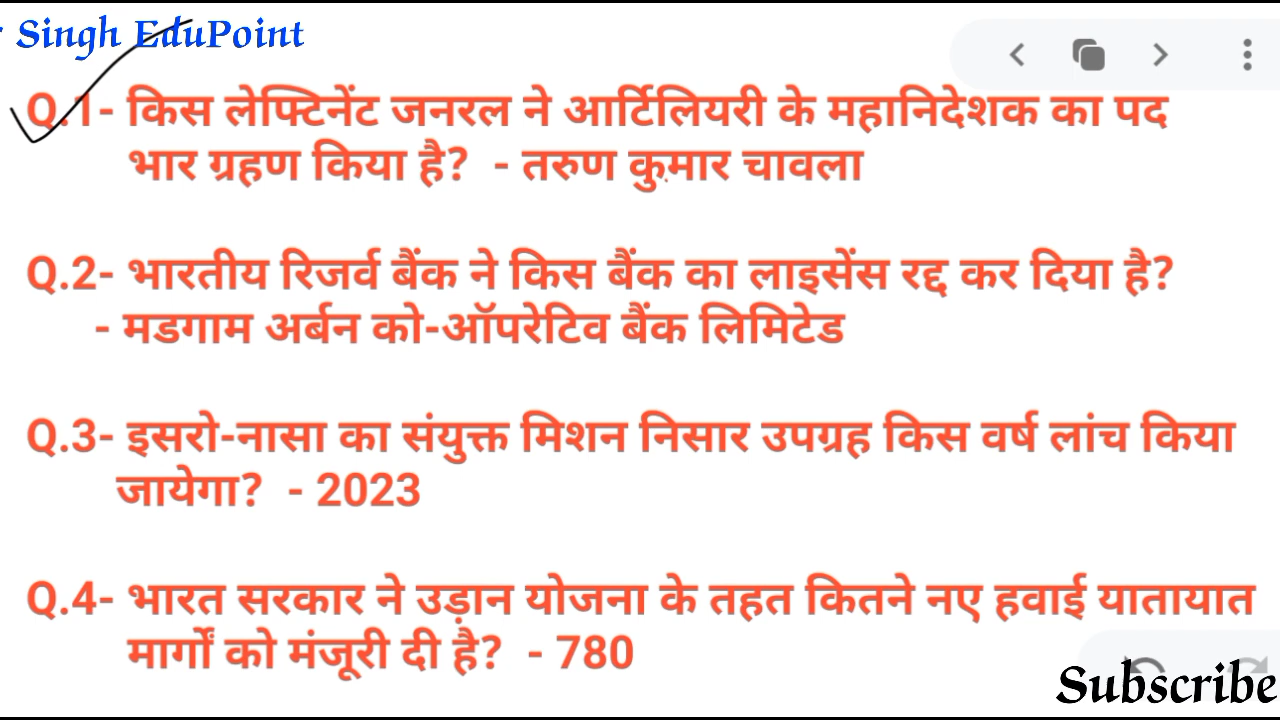 Singh EduPoint
Q.1- किस लेफ्टिनेंट जनरल ने आर्टिलियरी के महानिदेशक का पद
भार ग्रहण किया है? - तरुण कुमार चावला
Q.2- भारतीय रिजर्व बैंक ने किस बैंक का लाइसेंस रद्द कर दिया है?
- मडगाम अर्बन को-ऑपरेटिव बैंक लिमिटेड
Q.3- इसरो-नासा का संयुक्त मिशन निसार उपग्रह किस वर्ष लांच किया
जायेगा? - 2023
Q.4- भारत सरकार ने उड़ान योजना के तहत कितने नए हवाई यातायात
मार्गों को मंजूरी दी है? - 780
Subscribe